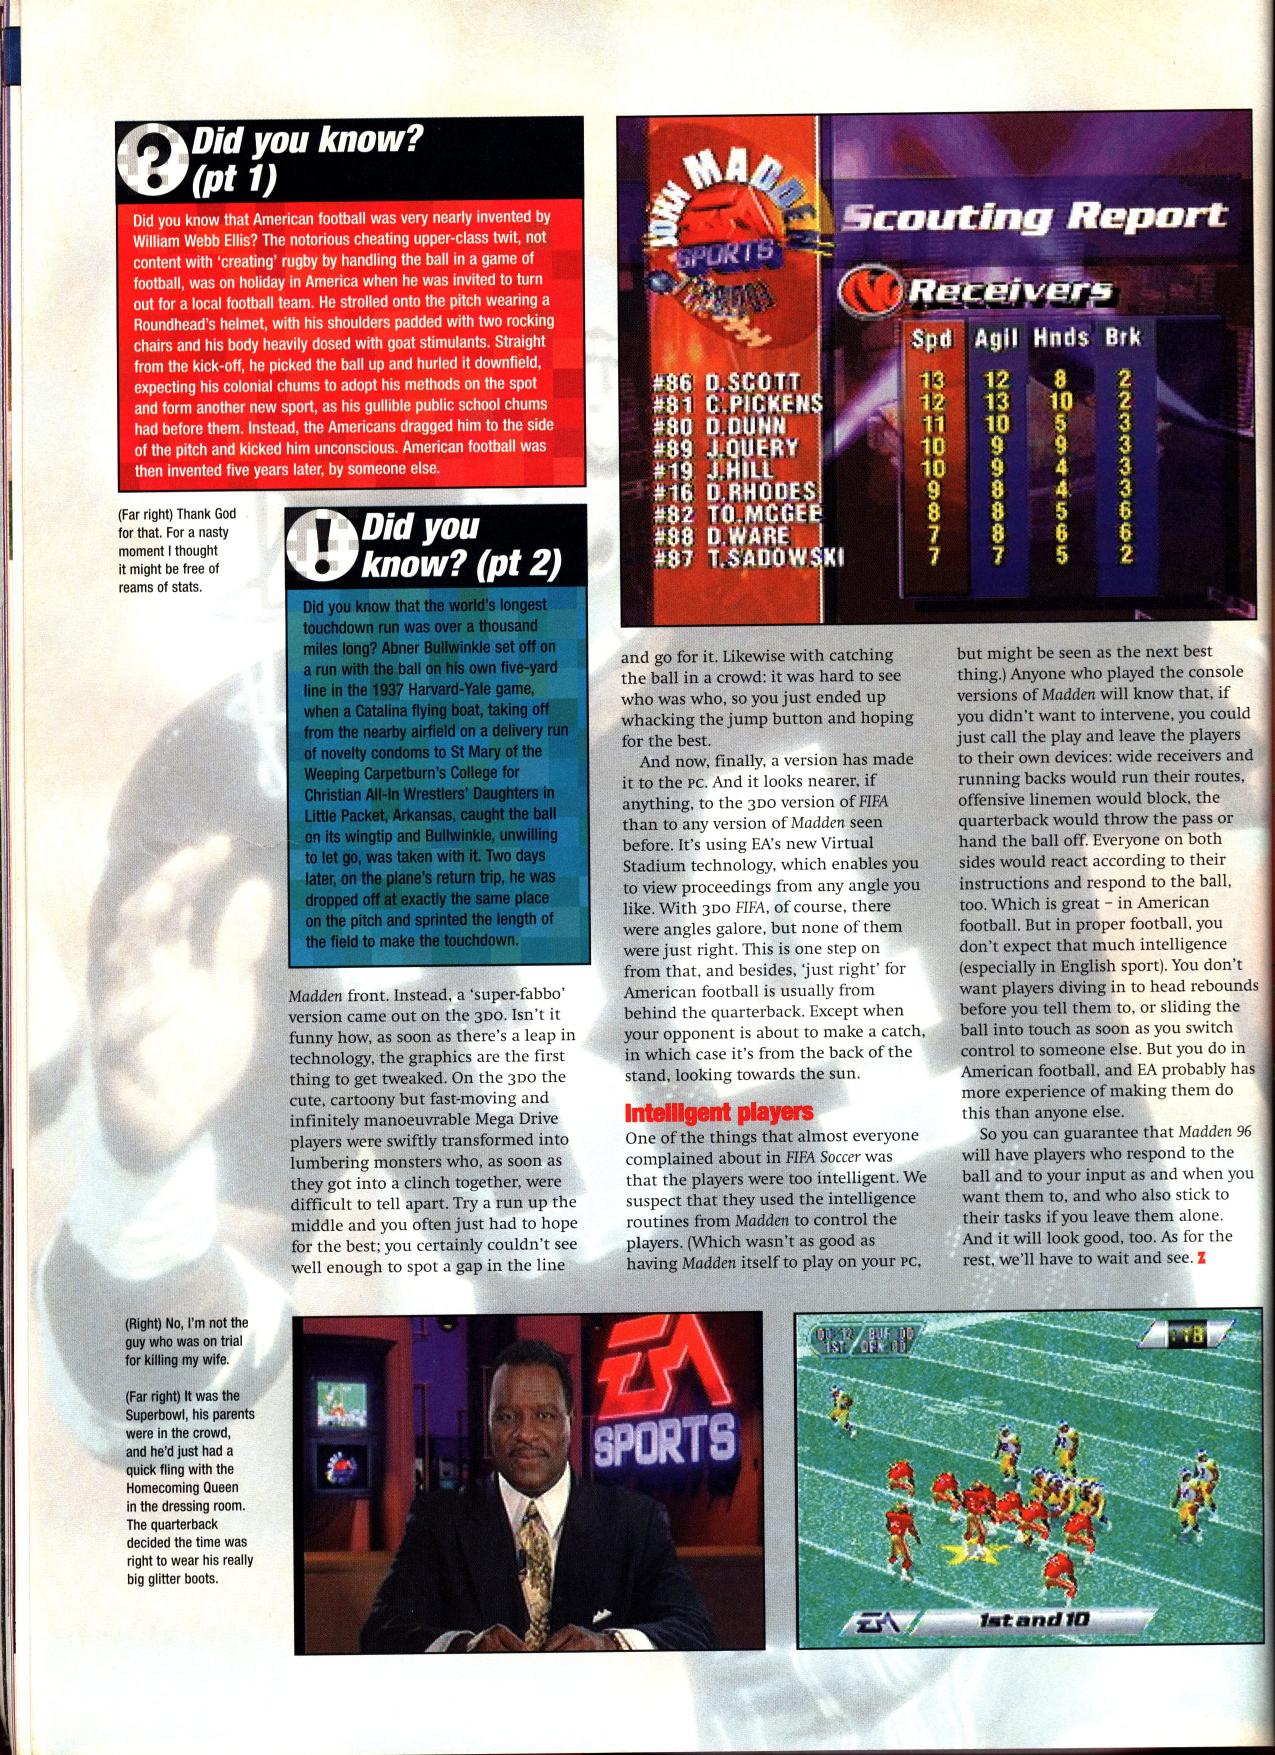 Did you know?
(pt 1)
Did you know that American football was very nearly invented by
William Webb Ellis? The notorious cheating upper-class twit, not
content with ‘creating’ rugby by handling the ball in a game of
football, was on holiday in America when he was invited to turn
out for a local football team. He strolled onto the pitch wearing a
Roundhead's helmet, with his shoulders padded with two rocking
chairs and his body heavily dosed with goat stimulants. Straight
from the kick-off, he picked the ball up and hurled it downfield,
expecting his colonial chums to adopt his methods on the spot
and form another new sport, as his gullible public school chums
had before them. Instead, the Americans dragged him to the side
of the pitch and kicked him unconscious. American football was
then invented five years later, by someone else.
(Far right) Thank God
for that. For a nasty
moment I thought
it might be free of
reams of stats.
Did you
know? (pt 2)
Did you know that the world's longest
touchdown run was over a thousand
miles long? Abner Bullwinkle set off on
a run with the ball on his own five-yard
line in the 1937 Harvard-Yale game,
when a Catalina flying boat, taking off
from the nearby airfield on a delivery run
of novelty condoms to St Mary of the
Weeping Carpetburn's College for
Christian All-In Wrestlers' Daughters in
Little Packet, Arkansas, caught the ball
on its wingtip and Bullwinkle, unwilling
to let go, was taken with it. Two days
later, on the plane's return trip, he was
dropped off at exactly the same place
on the pitch and sprinted the length of
the field to make the touchdown.
JOHN MADDEN
SPORTS
Scouting Report
Receivers
Spd Agil Hnds Brk
#86 D.SCOTT 13 12 8 2
#81 C.PICKENS 12 13 10 2
#80 D.DUNN 11 10 5 3
#89 J.QUERY 10 9 9 3
#19 J.HILL 10 9 4 3
#16 D.RHODES 9 8 4 3
#82 TO.MCGEE 8 8 5 6
#88 D.WARE 7 8 6 6
#87 T.SADOWSKI 7 7 5 2
Madden front. Instead, a ‘super-fabbo’
version came out on the 3DO. Isn't it
funny how, as soon as there's a leap in
technology, the graphics are the first
thing to get tweaked. On the 3DO the
cute, cartoony but fast-moving and
infinitely manoeuvrable Mega Drive
players were swiftly transformed into
lumbering monsters who, as soon as
they got into a clinch together, were
difficult to tell apart. Try a run up the
middle and you often just had to hope
for the best; you certainly couldn't see
well enough to spot a gap in the line
and go for it. Likewise with catching
the ball in a crowd: it was hard to see
who was who, so you just ended up
whacking the jump button and hoping
for the best.
And now, finally, a version has made
it to the PC. And it looks nearer, if
anything, to the 3DO version of FIFA
than to any version of Madden seen
before. It's using EA's new Virtual
Stadium technology, which enables you
to view proceedings from any angle you
like. With 3DO FIFA, of course, there
were angles galore, but none of them
were just right. This is one step on
from that, and besides, ‘just right’ for
American football is usually from
behind the quarterback. Except when
your opponent is about to make a catch,
in which case it's from the back of the
stand, looking towards the sun.
Intelligent players
One of the things that almost everyone
complained about in FIFA Soccer was
that the players were too intelligent. We
suspect that they used the intelligence
routines from Madden to control the
players. (Which wasn't as good as
having Madden itself to play on your PC,
but might be seen as the next best
thing.) Anyone who played the console
versions of Madden will know that, if
you didn't want to intervene, you could
just call the play and leave the players
to their own devices: wide receivers and
running backs would run their routes,
offensive linemen would block, the
quarterback would throw the pass or
hand the ball off. Everyone on both
sides would react according to their
instructions and respond to the ball,
too. Which is great – in American
football. But in proper football, you
don't expect that much intelligence
(especially in English sport). You don't
want players diving in to head rebounds
before you tell them to, or sliding the
ball into touch as soon as you switch
control to someone else. But you do in
American football, and EA probably has
more experience of making them do
this than anyone else.
So you can guarantee that Madden 96
will have players who respond to the
ball and to your input as and when you
want them to, and who also stick to
their tasks if you leave them alone.
And it will look good, too. As for the
rest, we'll have to wait and see. Z
(Right) No, I'm not the
guy who was on trial
for killing my wife.
(Far right) It was the
Superbowl, his parents
were in the crowd,
and he'd just had a
quick fling with the
Homecoming Queen
in the dressing room.
The quarterback
decided the time was
right to wear his really
big glitter boots.
EA
SPORTS
1ST
:18
EA
1st and 10